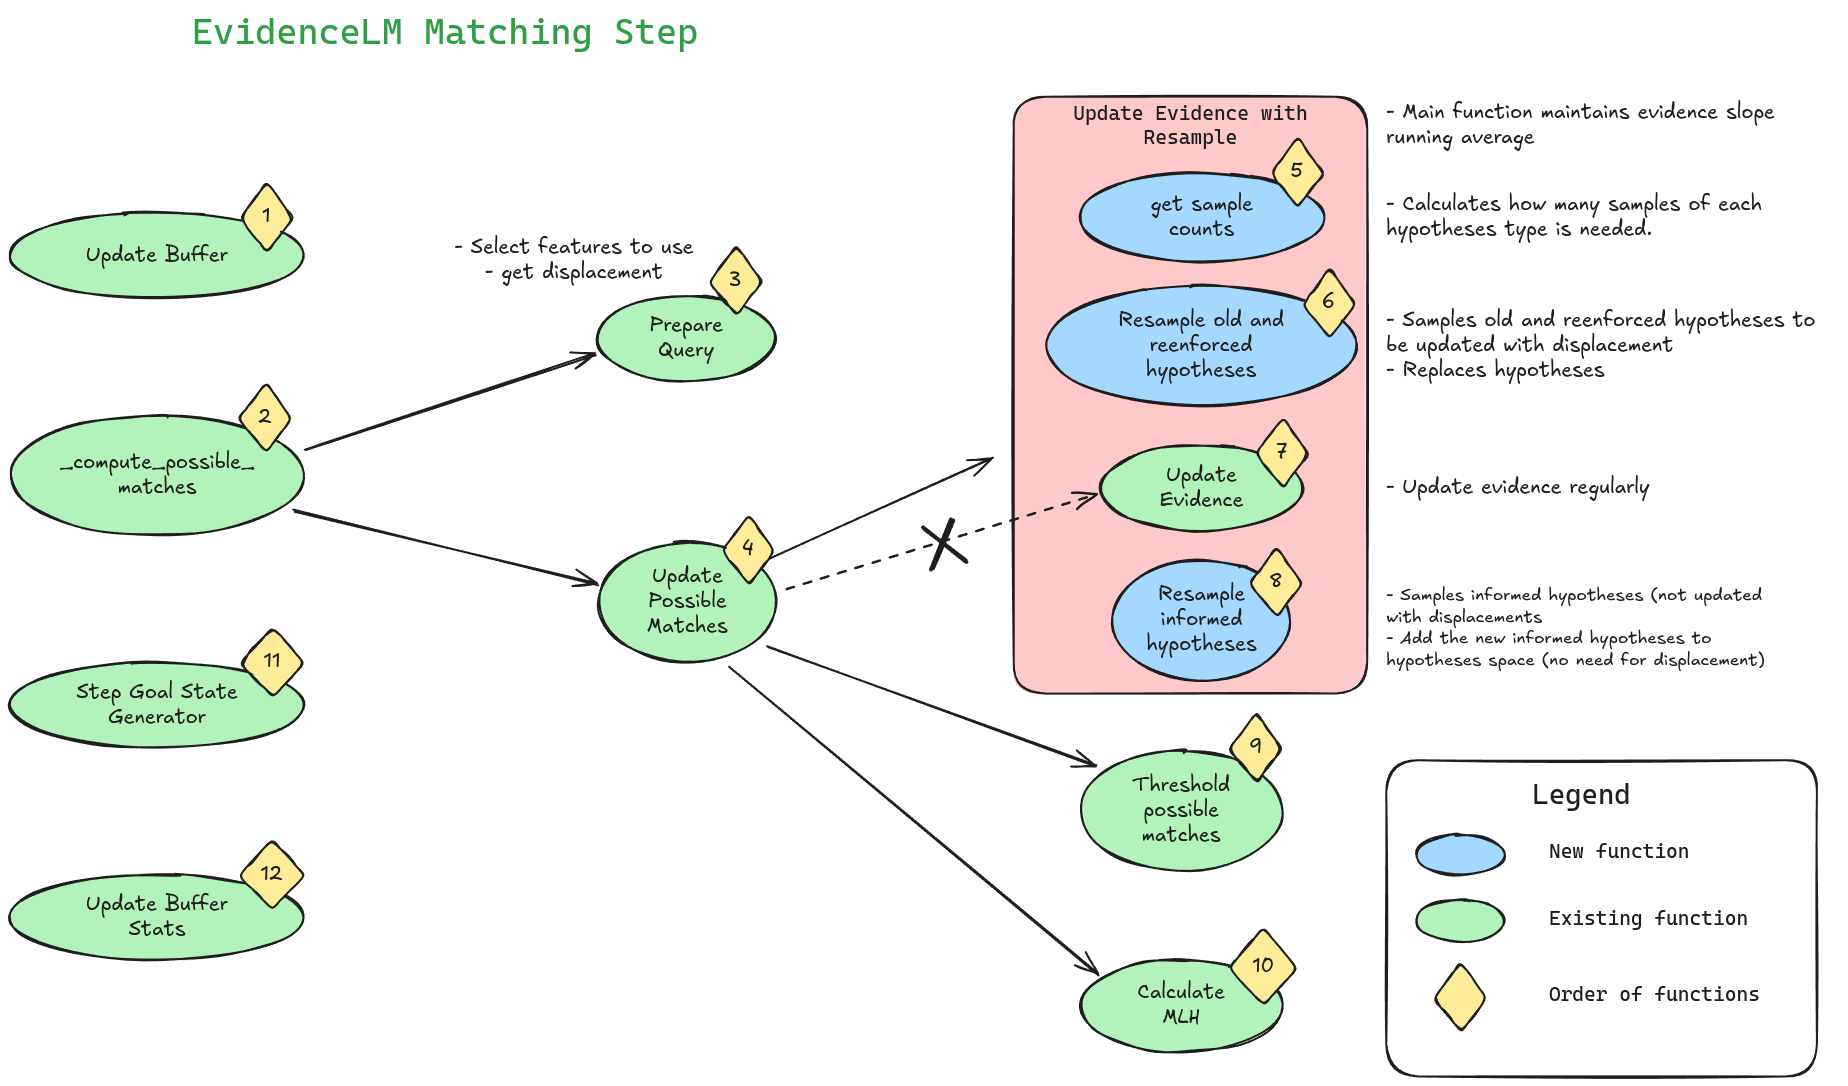 EvidenceLM Matching Step
1
Update Buffer
2
_compute_possible_
matches
11
Step Goal State
Generator
12
Update Buffer
Stats
- Select features to use
- get displacement
3
Prepare
Query
4
Update
Possible
Matches
Update Evidence with
Resample
5
get sample
counts
6
Resample old and
reenforced
hypotheses
7
Update
Evidence
8
Resample
informed
hypotheses
9
Threshold
possible
matches
10
Calculate
MLH
- Main function maintains evidence slope
running average
- Calculates how many samples of each
hypotheses type is needed.
- Samples old and reenforced hypotheses to
be updated with displacement
- Replaces hypotheses
- Update evidence regularly
- Samples informed hypotheses (not updated
with displacements
- Add the new informed hypotheses to
hypotheses space (no need for displacement)
Legend
New function
Existing function
Order of functions